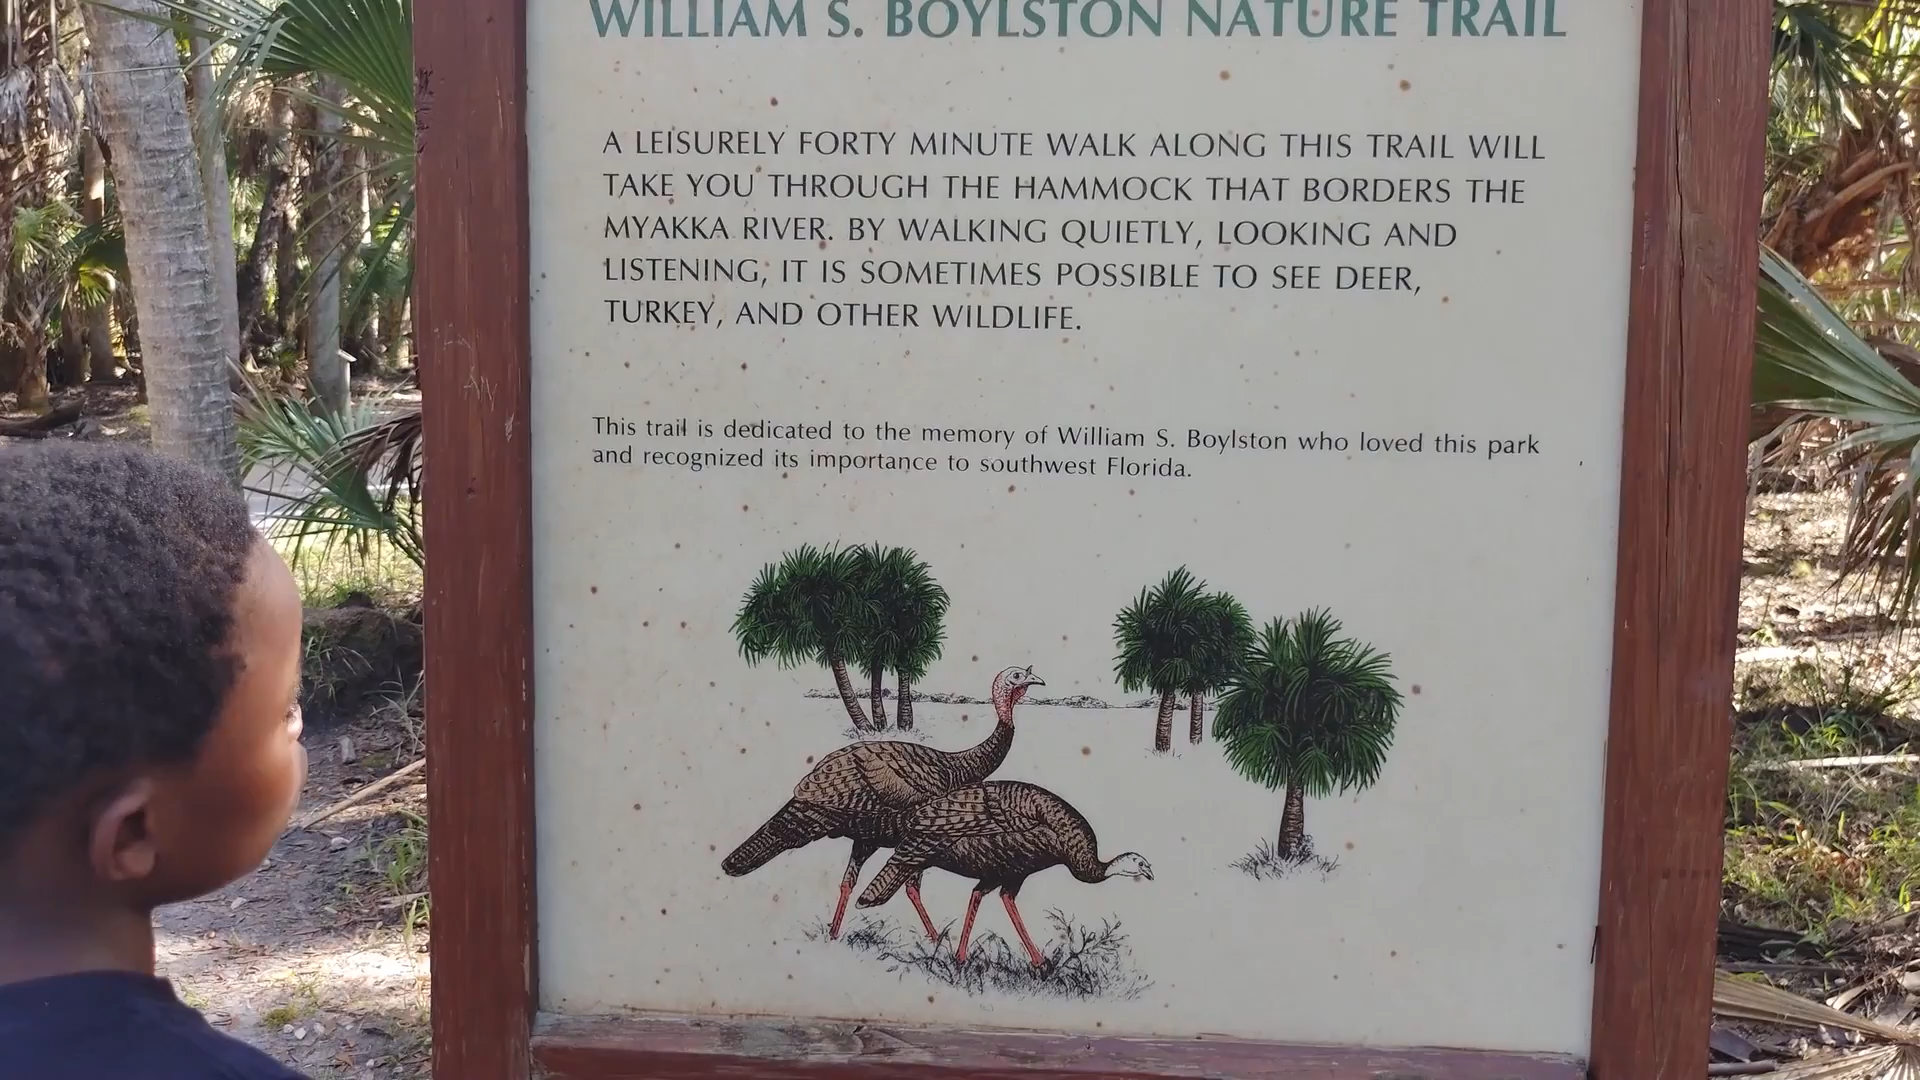 WILLIAM S. BOYLSTON NATURE TRAIL
A LEISURELY FORTY MINUTE WALK ALONG THIS TRAIL WILL
TAKE YOU THROUGH THE HAMMOCK THAT BORDERS THE
MYAKKA RIVER. BY WALKING QUIETLY, LOOKING AND
LISTENING, IT IS SOMETIMES POSSIBLE TO SEE DEER,
TURKEY, AND OTHER WILDLIFE.
This trail is dedicated to the memory of William S. Boylston who loved this park
and recognized its importance to southwest Florida.